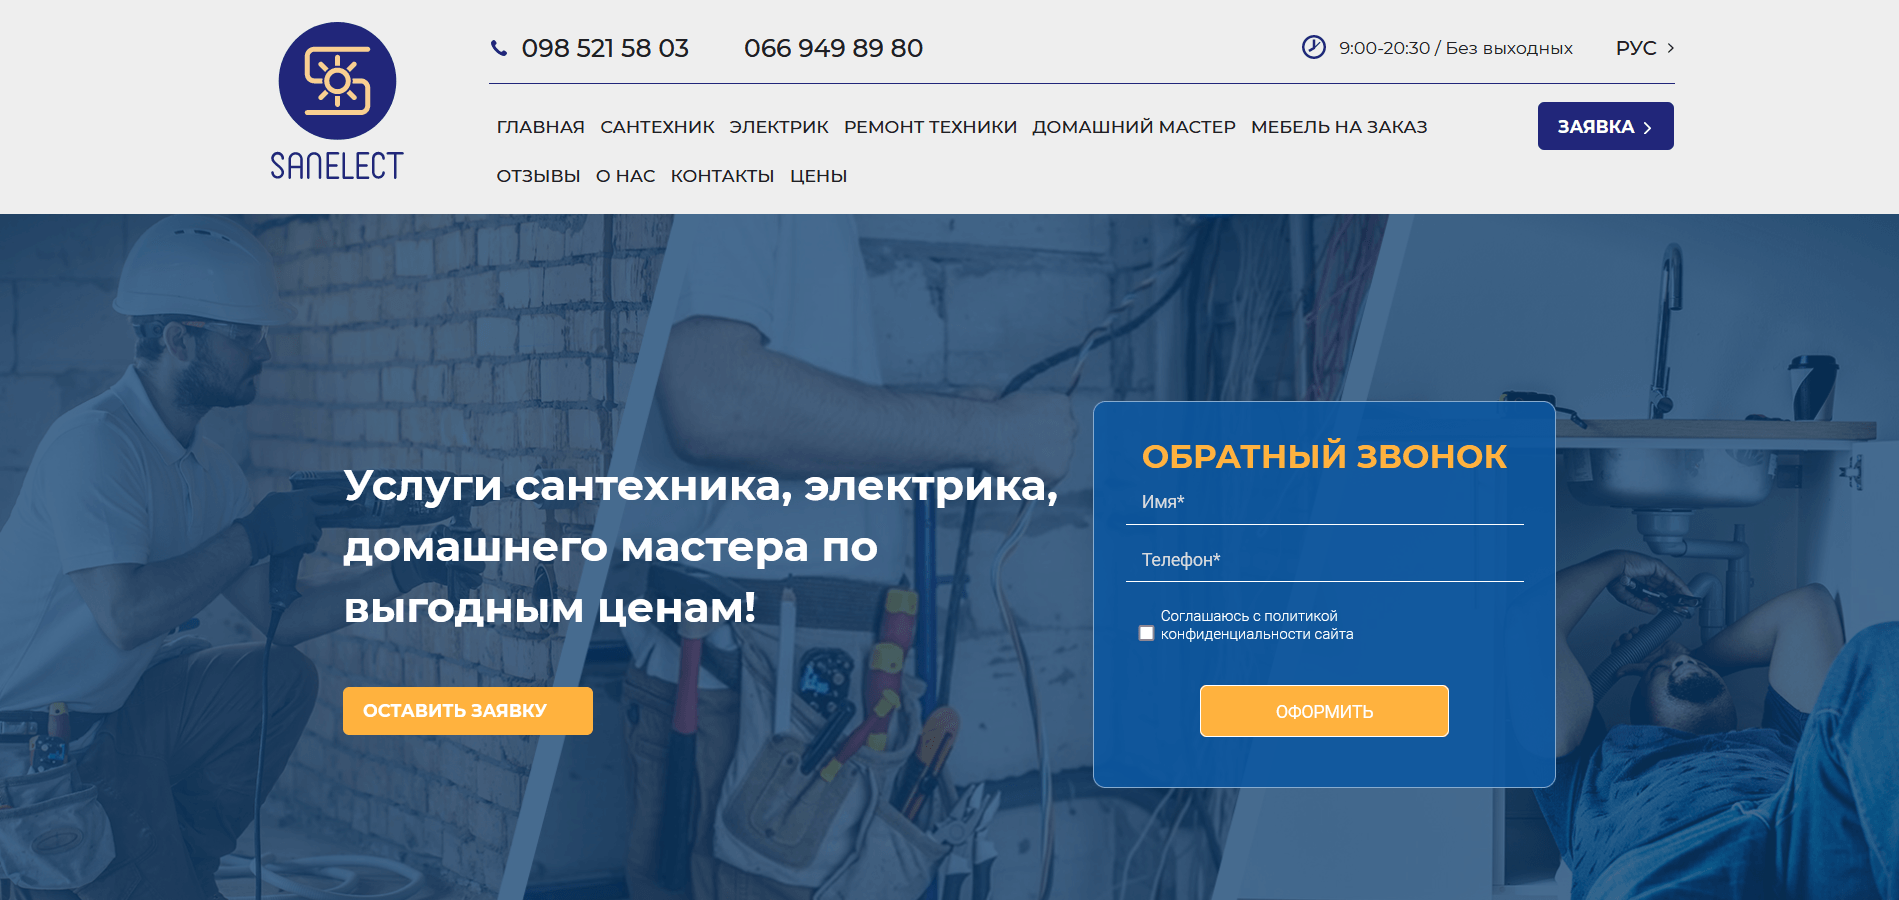 SANELECT
098 521 58 03
066 949 89 80
9:00-20:30 / Без выходных
РУС
ГЛАВНАЯ САНТЕХНИК ЭЛЕКТРИК РЕМОНТ ТЕХНИКИ ДОМАШНИЙ МАСТЕР МЕБЕЛЬ НА ЗАКАЗ
ЗАЯВКА
ОТЗЫВЫ О НАС КОНТАКТЫ ЦЕНЫ
Услуги сантехника, электрика,
домашнего мастера по
выгодным ценам!
ОСТАВИТЬ ЗАЯВКУ
ОБРАТНЫЙ ЗВОНОК
Имя*
Телефон*
Соглашаюсь с политикой
конфиденциальности сайта
ОФОРМИТЬ